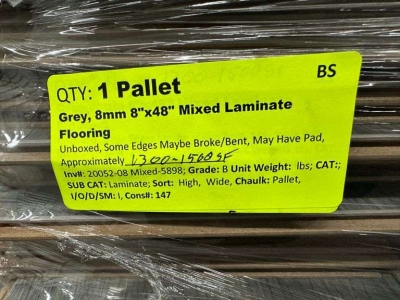 BS
QTY: 1 Pallet
Grey, 8mm 8"x48" Mixed Laminate
Flooring
Unboxed, Some Edges Maybe Broke/Bent, May Have Pad,
Approximately 1300-1560 SF
Inv#: 20052-08 Mixed-5898; Grade: B Unit Weight: lbs; CAT:;
SUB CAT: Laminate; Sort: High, Wide, Chaulk: Pallet,
I/O/D/SM: I, Cons#: 147